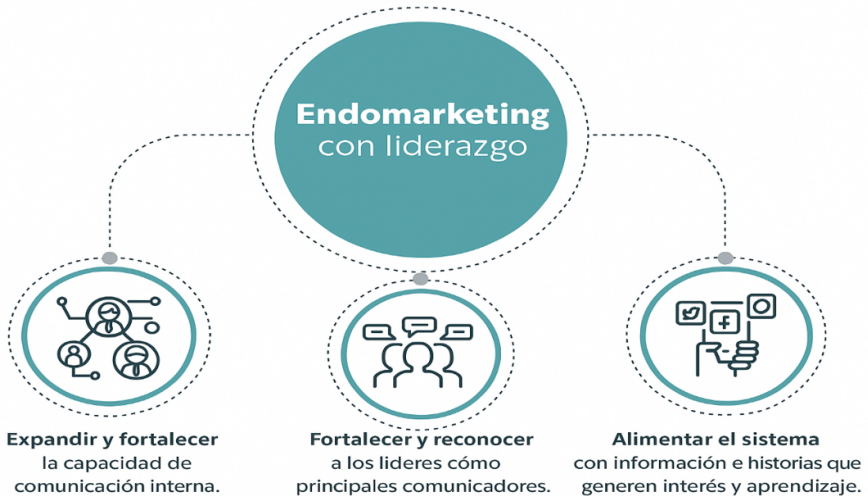 Endomarketing
con liderazgo
Expandir y fortalecer
la capacidad de
comunicación interna.
Fortalecer y reconocer
a los lideres cómo
principales comunicadores.
Alimentar el sistema
con información e historias que
generen interés y aprendizaje.